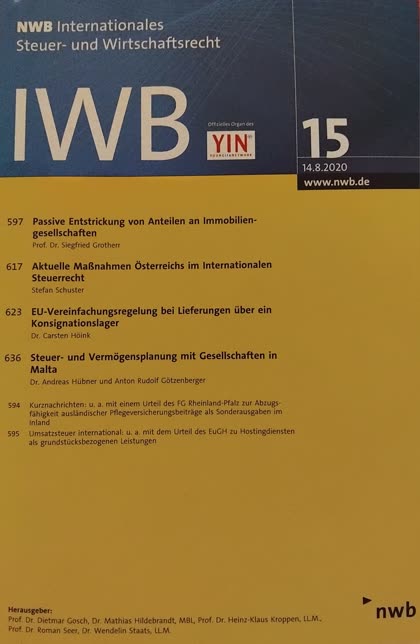 NWB Internationales
Steuer- und Wirtschaftsrecht
IWB
Offizielles Organ des
YIN
15
14.8.2020
www.nwb.de
597 Passive Entstrickung von Anteilen an Immobilien-
gesellschaften
Prof. Dr. Siegfried Grotherr
617 Aktuelle Maßnahmen Österreichs im Internationalen
Steuerrecht
Stefan Schuster
623 EU-Vereinfachungsregelung bei Lieferungen über ein
Konsignationslager
Dr. Carsten Höink
636 Steuer- und Vermögensplanung mit Gesellschaften in
Malta
Dr. Andreas Hübner und Anton Rudolf Götzenberger
594 Kurznachrichten: u. a. mit einem Urteil des FG Rheinland-Pfalz zur Abzugs-
fähigkeit ausländischer Pflegeversicherungsbeiträge als Sonderausgaben im
Inland
595 Umsatzsteuer international: u. a. mit dem Urteil des EuGH zu Hostingdiensten
als grundstücksbezogenen Leistungen
Herausgeber:
Prof. Dr. Dietmar Gosch, Dr. Mathias Hildebrandt, MBI, Prof. Dr. Heinz-Klaus Kroppen, LL.M.,
Prof. Dr. Roman Seer, Dr. Wendelin Staats, LL.M.
nwb